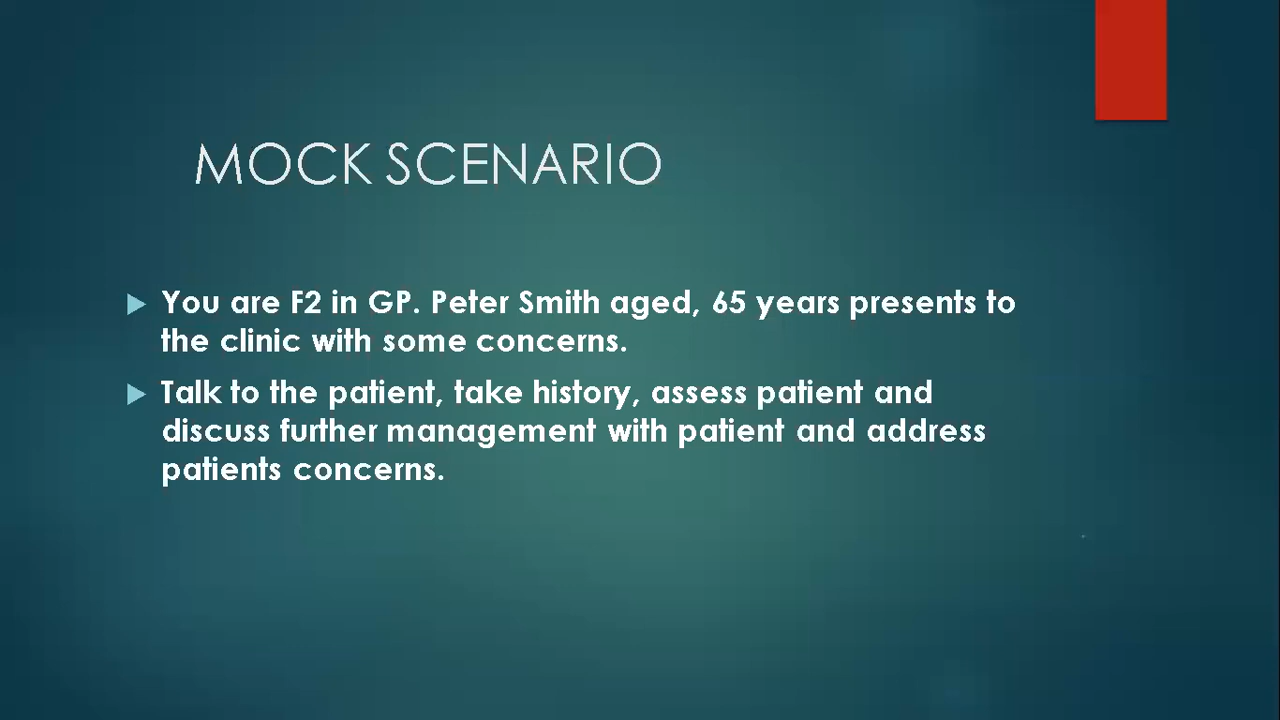 MOCK SCENARIO
You are F2 in GP. Peter Smith aged, 65 years presents to
the clinic with some concerns.
Talk to the patient, take history, assess patient and
discuss further management with patient and address
patients concerns.